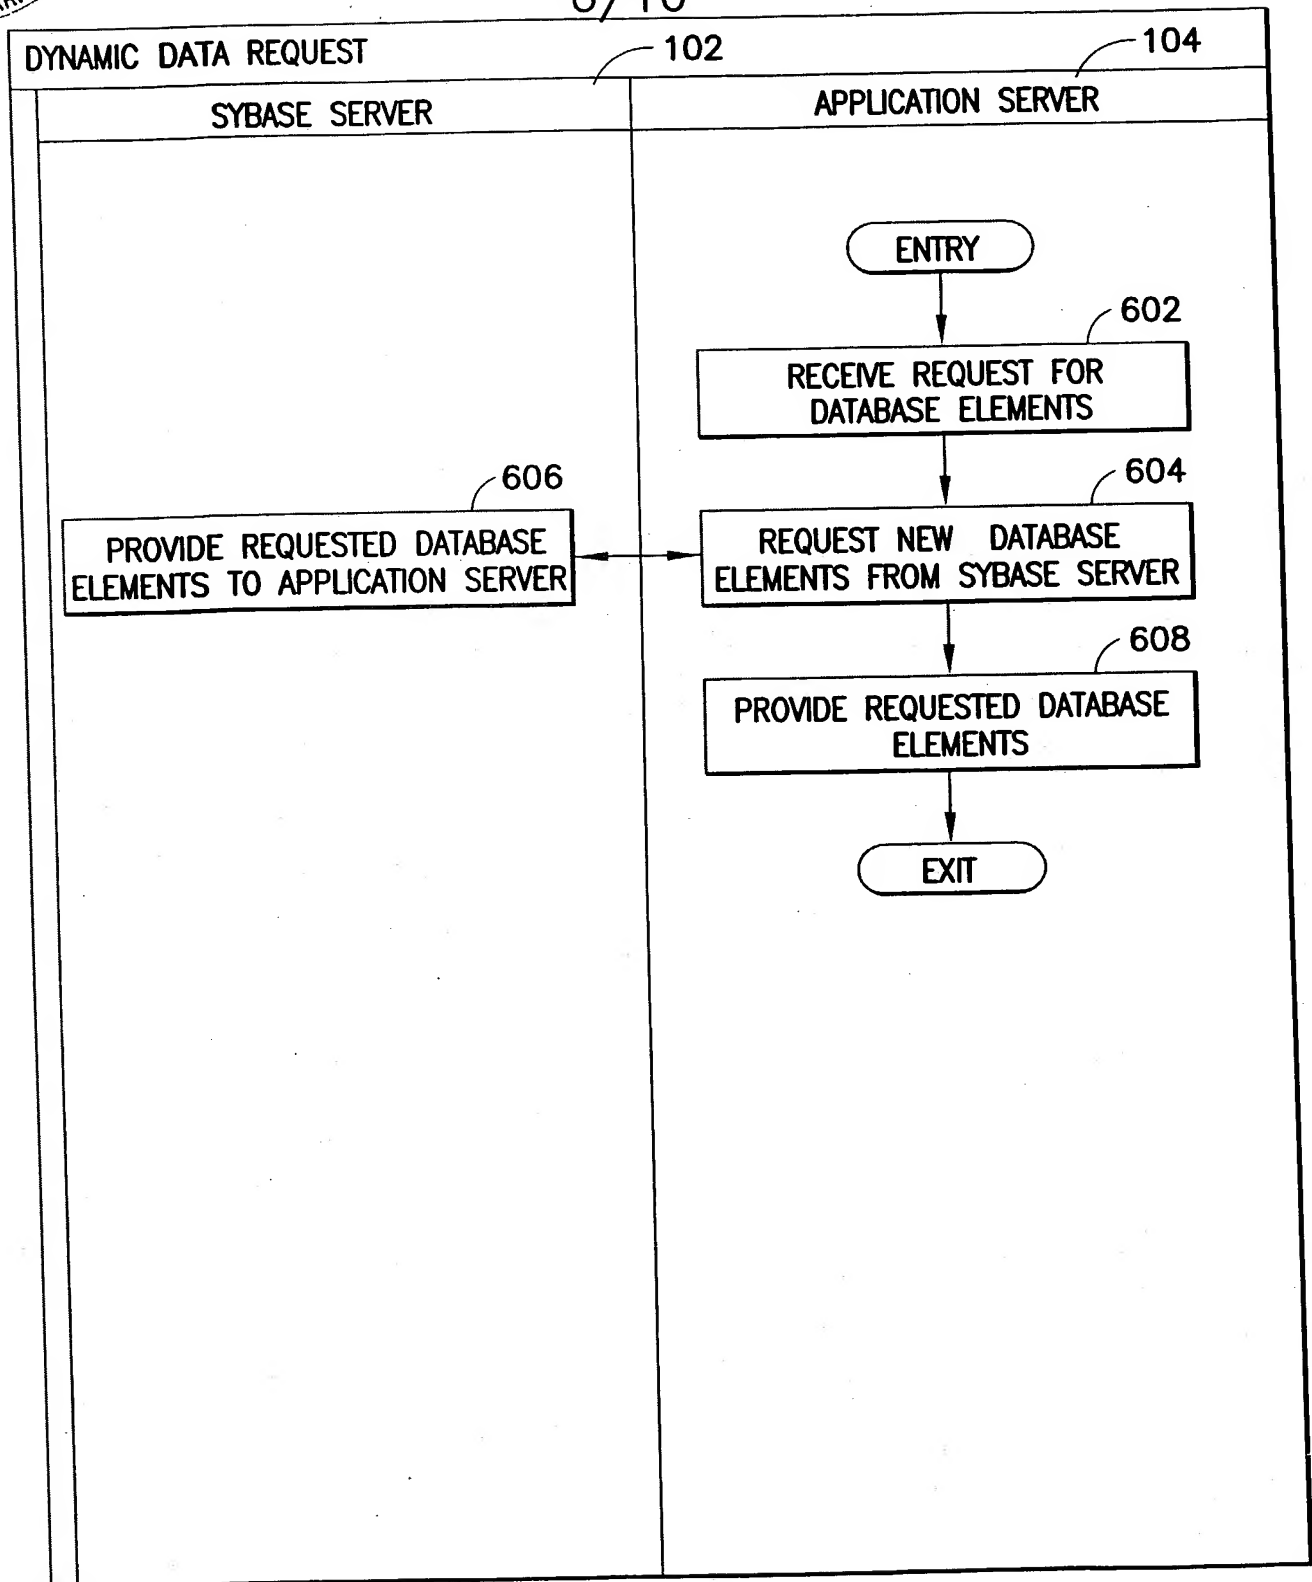 DYNAMIC DATA REQUEST
102
104
SYBASE SERVER
APPLICATION SERVER
ENTRY
602
RECEIVE REQUEST FOR
DATABASE ELEMENTS
606
604
PROVIDE REQUESTED DATABASE
ELEMENTS TO APPLICATION SERVER
REQUEST NEW DATABASE
ELEMENTS FROM SYBASE SERVER
608
PROVIDE REQUESTED DATABASE
ELEMENTS
EXIT